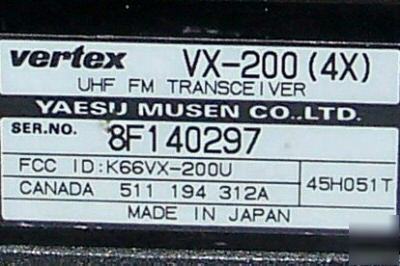 vertex VX-200 (4X)
UHF FM TRANSCEIVER
YAESU MUSEN CO.,LTD.
SER.NO. 8F140297
FCC ID:K66VX-200U
CANADA 511 194 312A
45H051T
MADE IN JAPAN